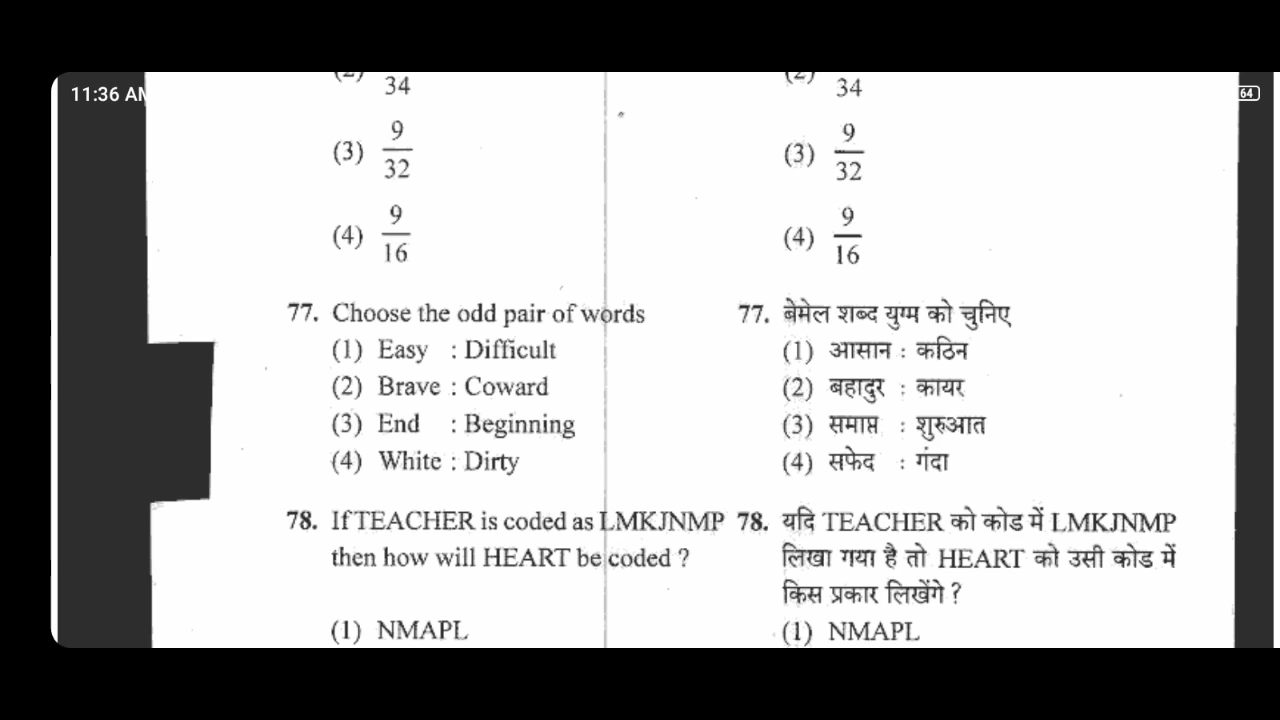 11:36 AM
64
(2)
34
(3) 9
32
(4) 9
16
77. Choose the odd pair of words
(1) Easy : Difficult
(2) Brave : Coward
(3) End : Beginning
(4) White : Dirty
78. If TEACHER is coded as LMKJNMP
then how will HEART be coded ?
(1) NMAPL
(2)
34
(3) 9
32
(4) 9
16
77. बेमेल शब्द युग्म को चुनिए
(1) आसान : कठिन
(2) बहादुर : कायर
(3) समाप्त : शुरुआत
(4) सफेद : गंदा
78. यदि TEACHER को कोड में LMKJNMP
लिखा गया है तो HEART को उसी कोड में
किस प्रकार लिखेंगे ?
(1) NMAPL